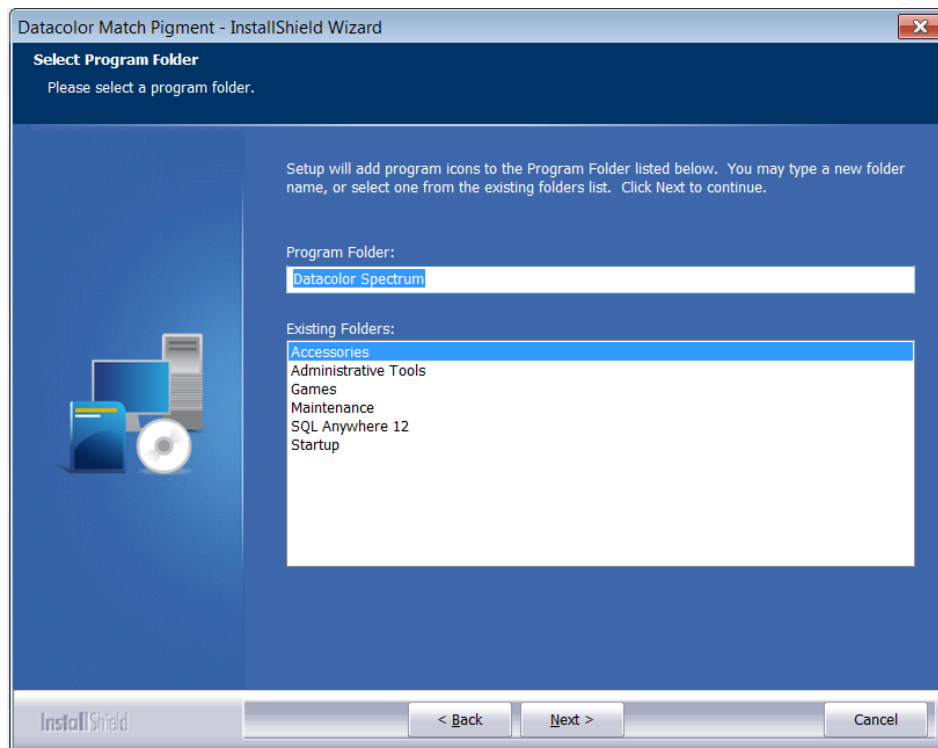 Datacolor Match Pigment - InstallShield Wizard
Select Program Folder
Please select a program folder.
Setup will add program icons to the Program Folder listed below.  You may type a new folder
name, or select one from the existing folders list.  Click Next to continue.
Program Folder:
Datacolor Spectrum
Existing Folders:
Accessories
Administrative Tools
Games
Maintenance
SQL Anywhere 12
Startup
InstallShield
< Back
Next >
Cancel